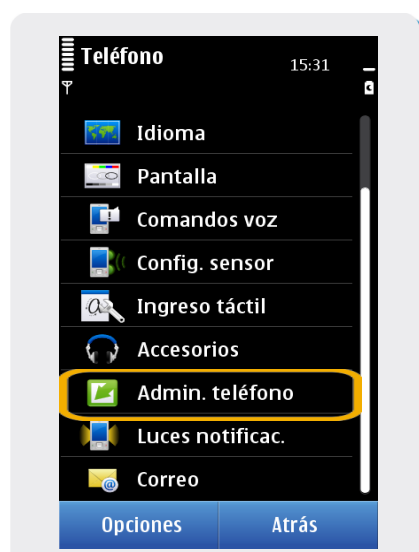 Teléfono
15:31
Idioma
Pantalla
Comandos voz
Config. sensor
Ingreso táctil
Accesorios
Admin. teléfono
Luces notificac.
Correo
Opciones Atrás